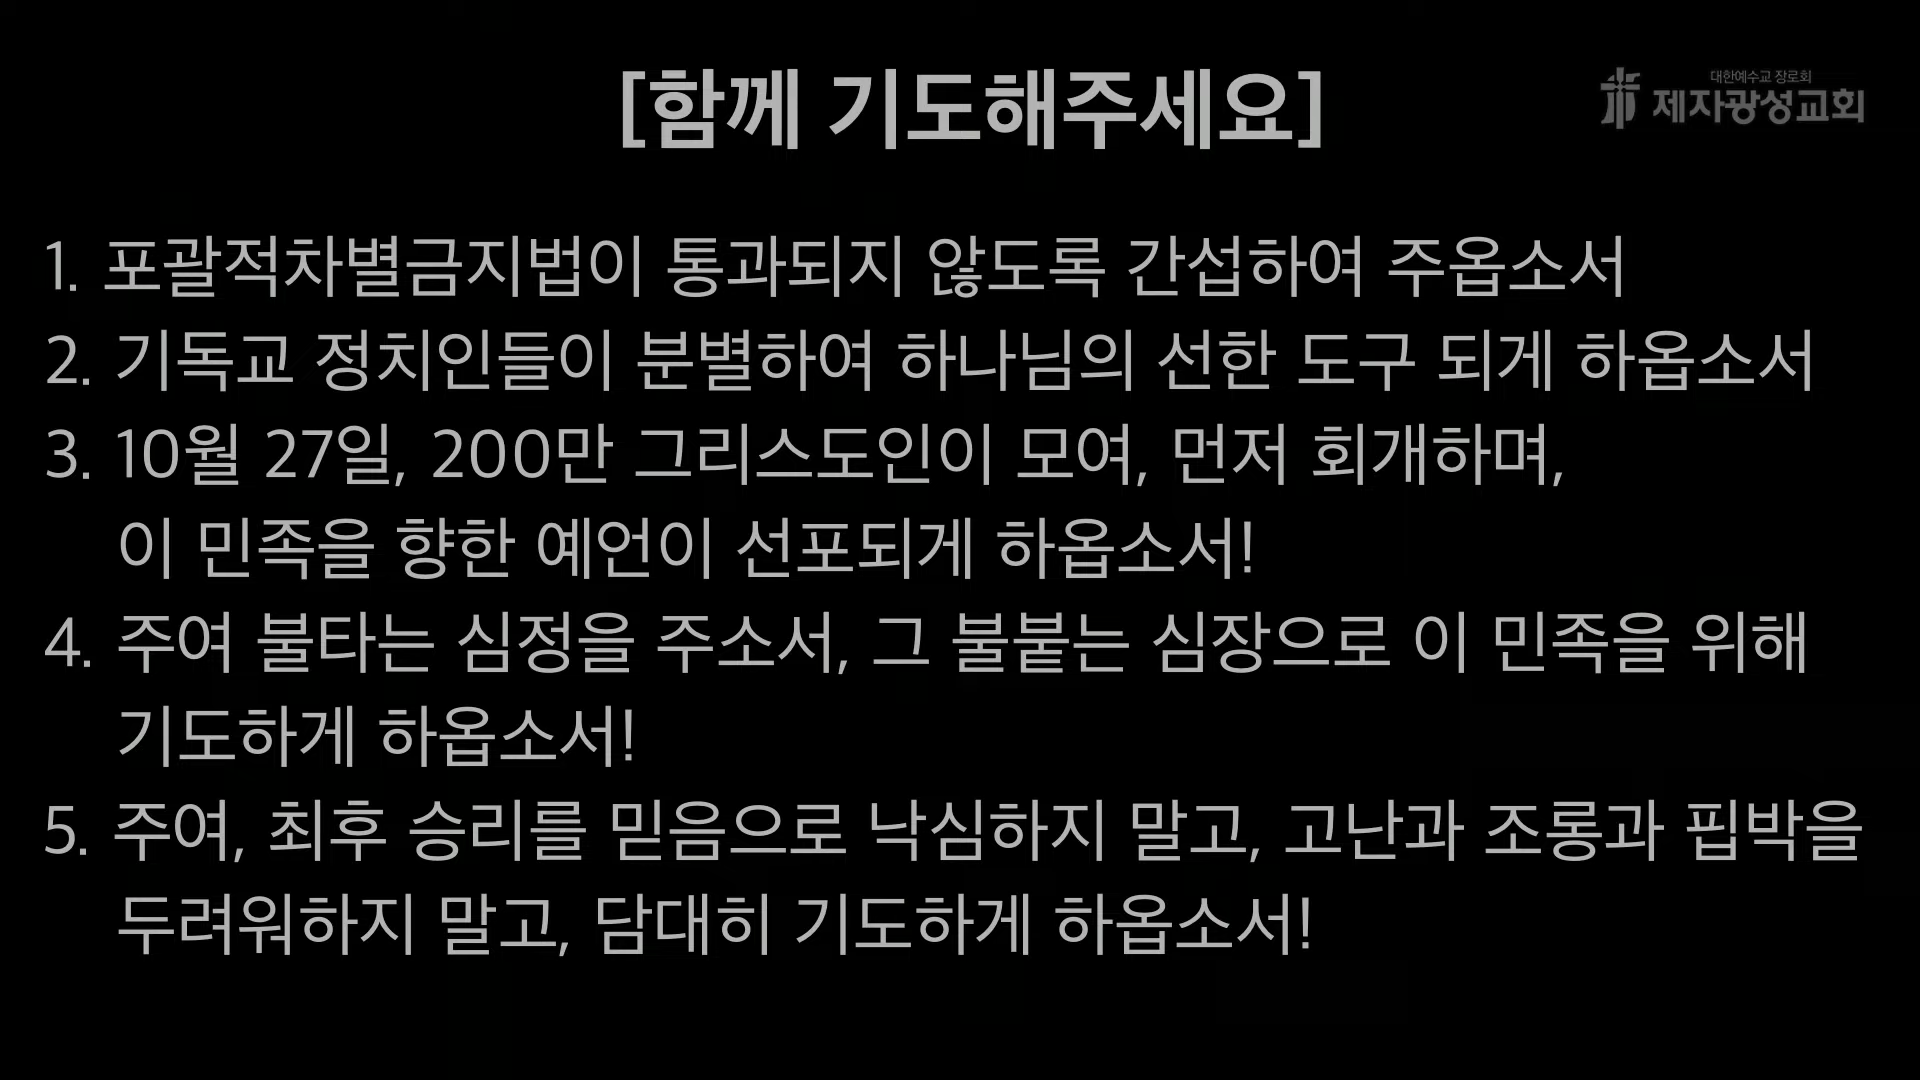 [함께 기도해주세요]
대한예수교 장로회
제자광성교회
1. 포괄적차별금지법이 통과되지 않도록 간섭하여 주옵소서
2. 기독교 정치인들이 분별하여 하나님의 선한 도구 되게 하옵소서
3. 10월 27일, 200만 그리스도인이 모여, 먼저 회개하며,
이 민족을 향한 예언이 선포되게 하옵소서!
4. 주여 불타는 심정을 주소서, 그 불붙는 심장으로 이 민족을 위해
기도하게 하옵소서!
5. 주여, 최후 승리를 믿음으로 낙심하지 말고, 고난과 조롱과 핍박을
두려워하지 말고, 담대히 기도하게 하옵소서!